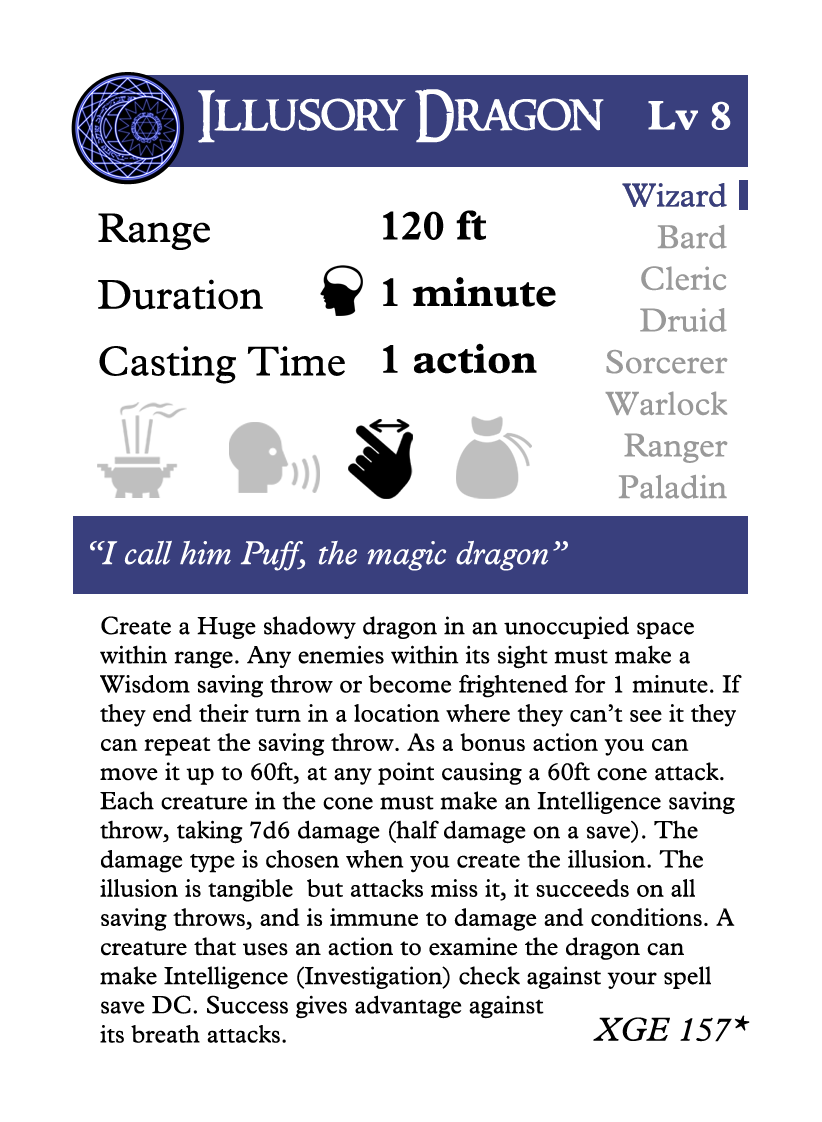 Illusory Dragon Lv 8
Range 120 ft
Duration 1 minute
Casting Time 1 action
Wizard
Bard
Cleric
Druid
Sorcerer
Warlock
Ranger
Paladin
“I call him Puff, the magic dragon”
Create a Huge shadowy dragon in an unoccupied space
within range. Any enemies within its sight must make a
Wisdom saving throw or become frightened for 1 minute. If
they end their turn in a location where they can’t see it they
can repeat the saving throw. As a bonus action you can
move it up to 60ft, at any point causing a 60ft cone attack.
Each creature in the cone must make an Intelligence saving
throw, taking 7d6 damage (half damage on a save). The
damage type is chosen when you create the illusion. The
illusion is tangible  but attacks miss it, it succeeds on all
saving throws, and is immune to damage and conditions. A
creature that uses an action to examine the dragon can
make Intelligence (Investigation) check against your spell
save DC. Success gives advantage against
its breath attacks.
XGE 157*